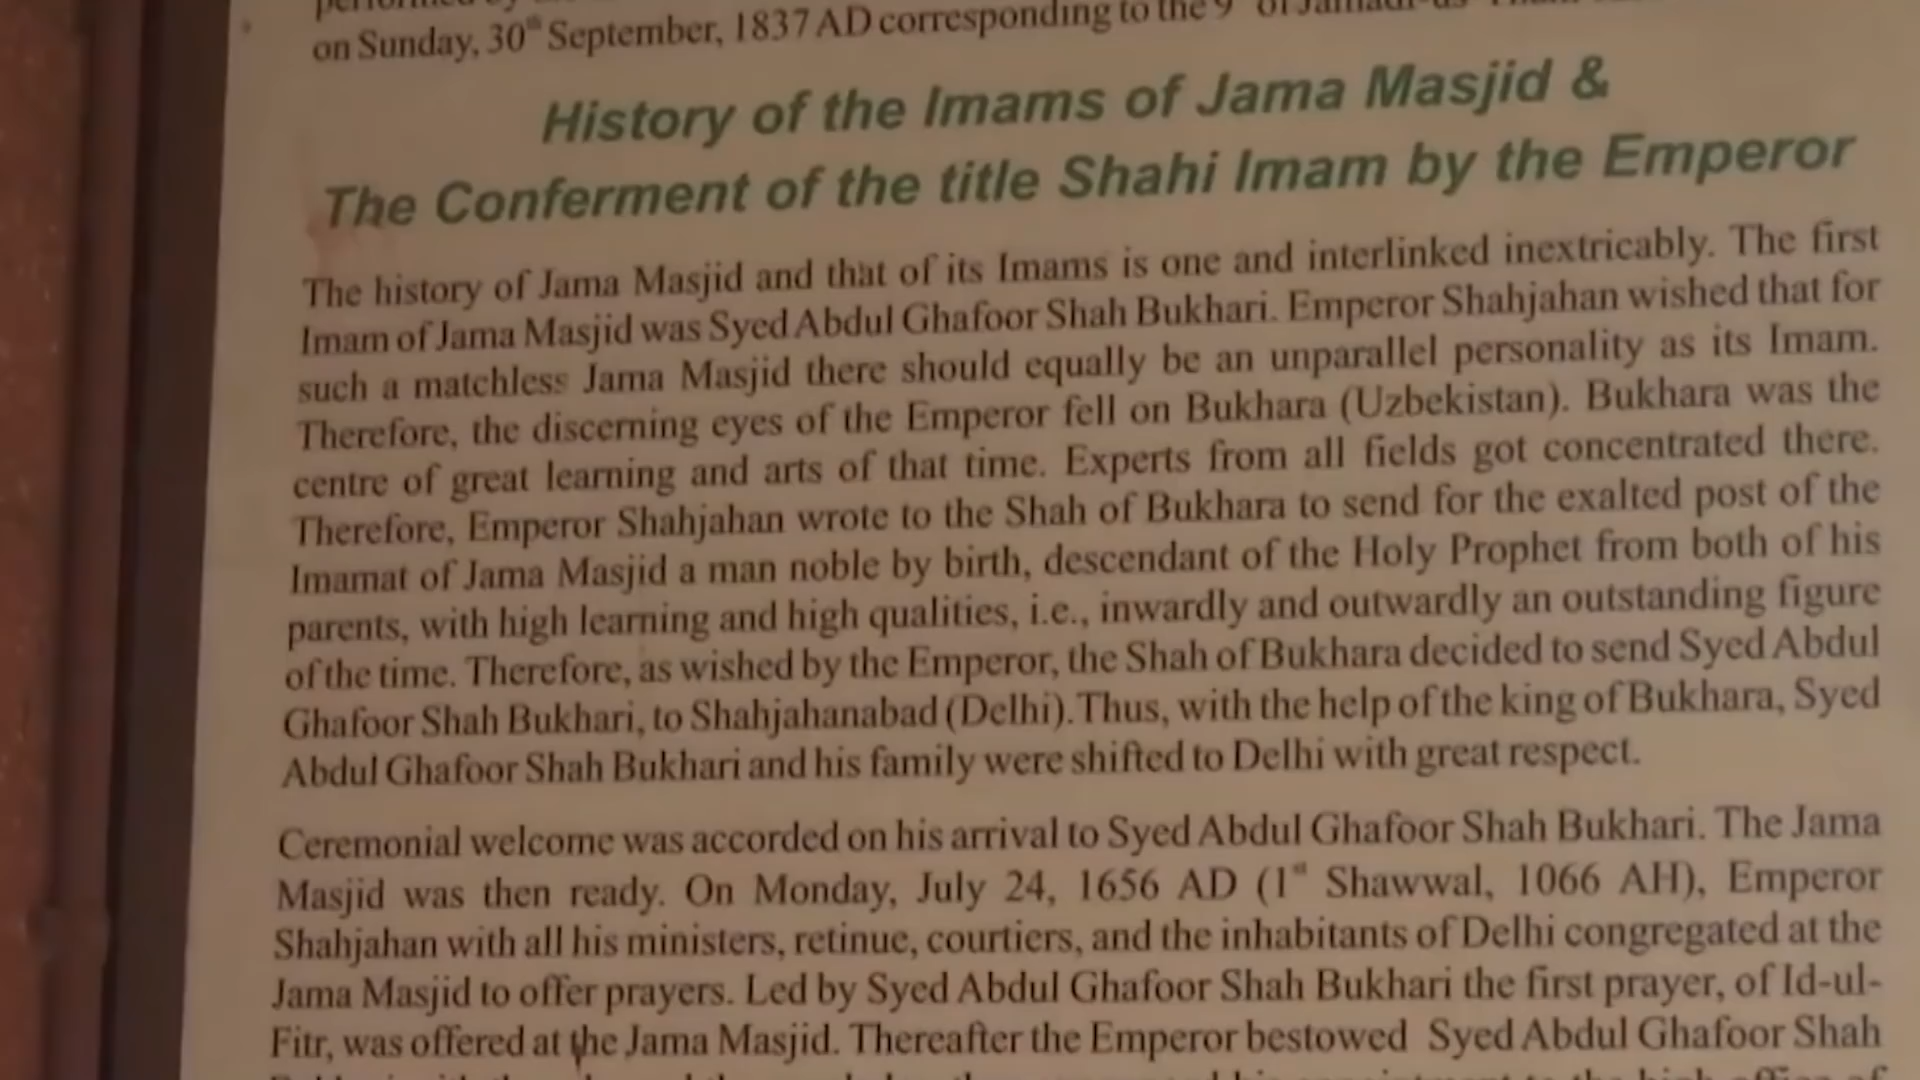 on Sunday, 30th September, 1837 AD corresponding to the 9
History of the Imams of Jama Masjid &
The Conferment of the title Shahi Imam by the Emperor
The history of Jama Masjid and that of its Imams is one and interlinked inextricably. The first
Imam of Jama Masjid was Syed Abdul Ghafoor Shah Bukhari. Emperor Shahjahan wished that for
such a matchless Jama Masjid there should equally be an unparallel personality as its Imam.
Therefore, the discerning eyes of the Emperor fell on Bukhara (Uzbekistan). Bukhara was the
centre of great learning and arts of that time. Experts from all fields got concentrated there.
Therefore, Emperor Shahjahan wrote to the Shah of Bukhara to send for the exalted post of the
Imamat of Jama Masjid a man noble by birth, descendant of the Holy Prophet from both of his
parents, with high learning and high qualities, i.e., inwardly and outwardly an outstanding figure
of the time. Therefore, as wished by the Emperor, the Shah of Bukhara decided to send Syed Abdul
Ghafoor Shah Bukhari, to Shahjahanabad (Delhi).Thus, with the help of the king of Bukhara, Syed
Abdul Ghafoor Shah Bukhari and his family were shifted to Delhi with great respect.
Ceremonial welcome was accorded on his arrival to Syed Abdul Ghafoor Shah Bukhari. The Jama
Masjid was then ready. On Monday, July 24, 1656 AD (1st Shawwal, 1066 AH), Emperor
Shahjahan with all his ministers, retinue, courtiers, and the inhabitants of Delhi congregated at the
Jama Masjid to offer prayers. Led by Syed Abdul Ghafoor Shah Bukhari the first prayer, of Id-ul-
Fitr, was offered at the Jama Masjid. Thereafter the Emperor bestowed Syed Abdul Ghafoor Shah